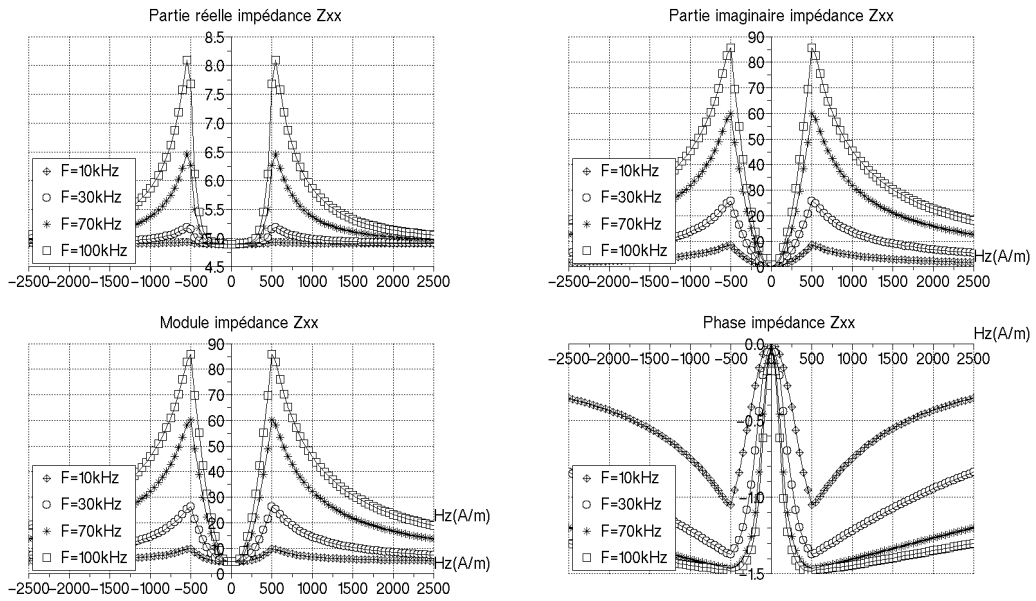 Partie réelle impédance Zxx
8.5
8.0
7.5
7.0
6.5
6.0
5.5
5.0
4.5
−2500−2000−1500−1000 −500 0 500 1000 1500 2000 2500
F=10kHz
F=30kHz
F=70kHz
F=100kHz
Hz(A/m)
Partie imaginaire impédance Zxx
90
80
70
60
50
40
30
20
10
0
−2500−2000−1500−1000 −500 0 500 1000 1500 2000 2500
F=10kHz
F=30kHz
F=70kHz
F=100kHz
Hz(A/m)
Module impédance Zxx
90
80
70
60
50
40
30
20
10
0
−2500−2000−1500−1000 −500 0 500 1000 1500 2000 2500
F=10kHz
F=30kHz
F=70kHz
F=100kHz
Hz(A/m)
Phase impédance Zxx
Hz(A/m)
0.0
−2500−2000−1500−1000 −500 0 500 1000 1500 2000 2500
−0.5
−1.0
−1.5
F=10kHz
F=30kHz
F=70kHz
F=100kHz